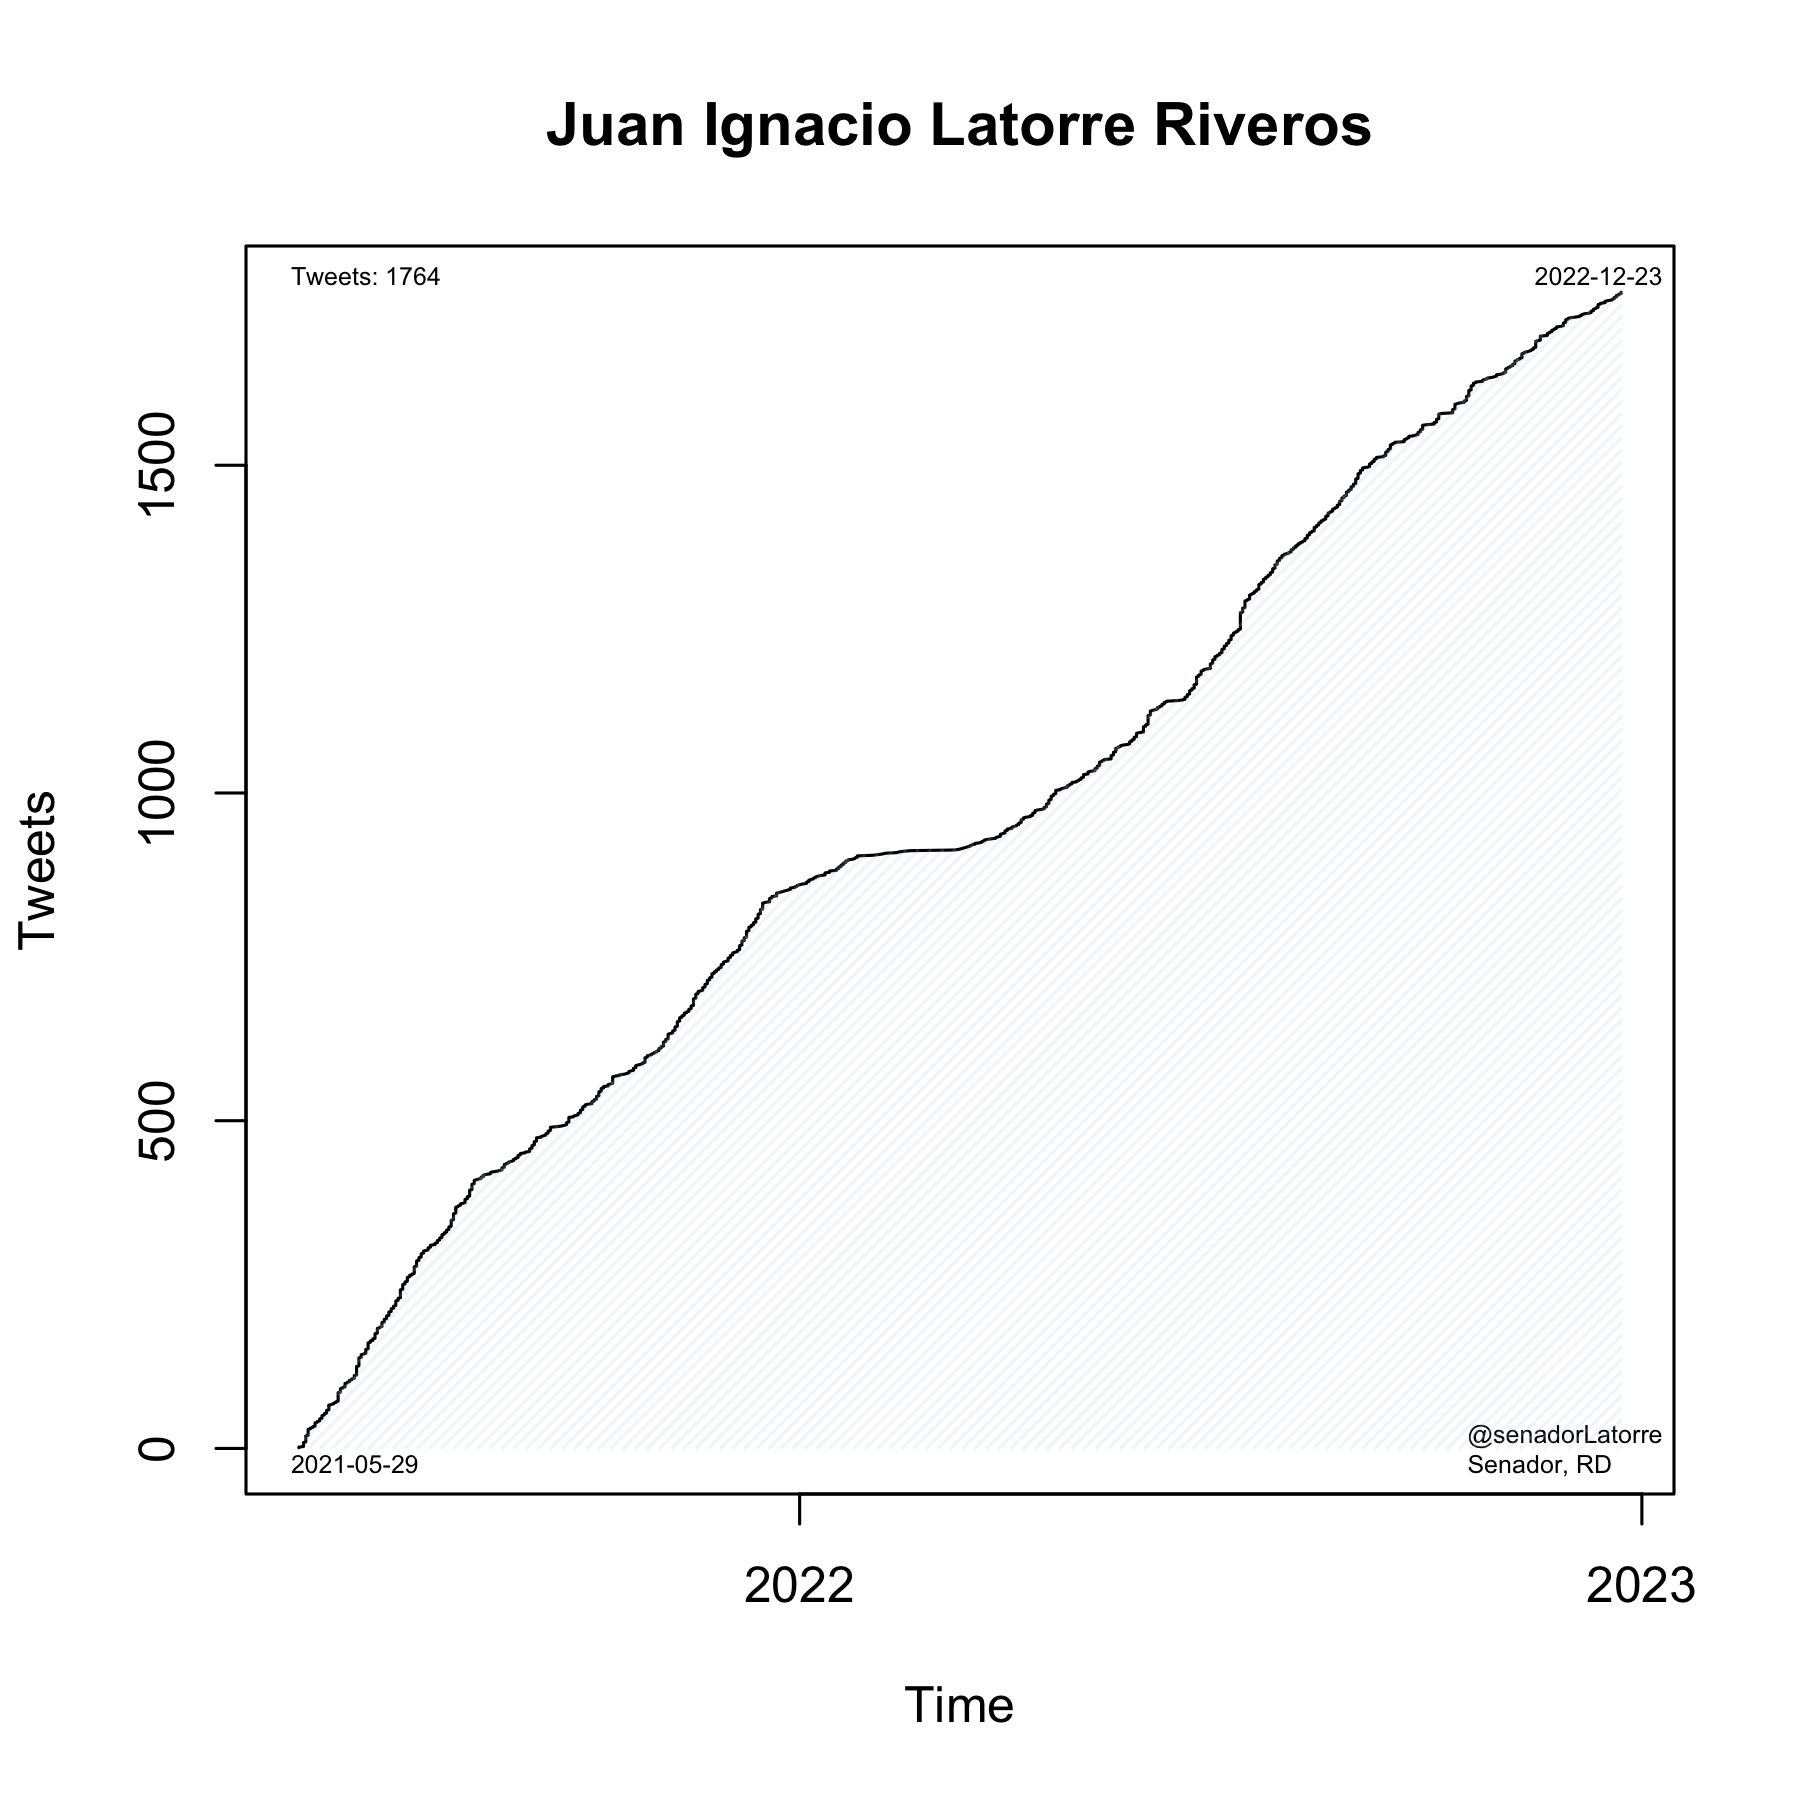 Juan Ignacio Latorre Riveros
Tweets: 1764
2022-12-23
Tweets
1500
1000
500
0
2021-05-29
@senadorLatorre
Senador, RD
2022
2023
Time